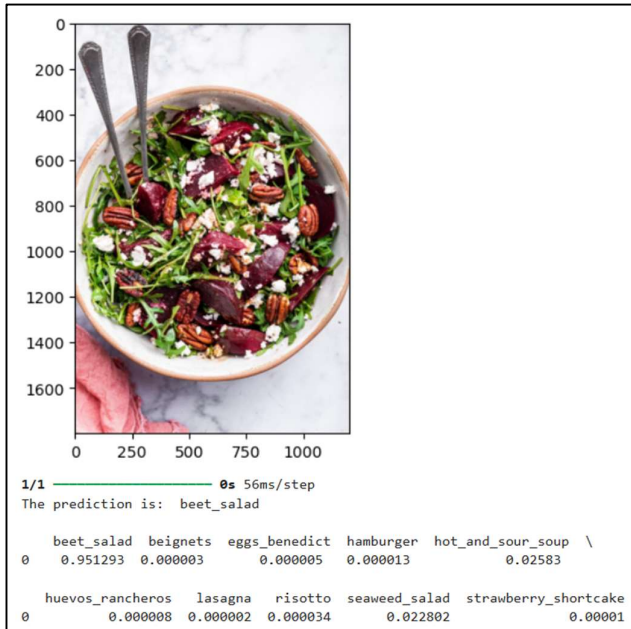 0
200
400
600
800
1000
1200
1400
1600
0 250 500 750 1000
1/1 ━━━━━━━━━━━━━━━━━━━━ 0s 56ms/step
The prediction is:  beet_salad
beet_salad beignets eggs_benedict hamburger hot_and_sour_soup \
0 0.951293 0.000003 0.000005 0.000013 0.02583
huevos_rancheros lasagna risotto seaweed_salad strawberry_shortcake
0 0.000008 0.000002 0.000034 0.022802 0.00001